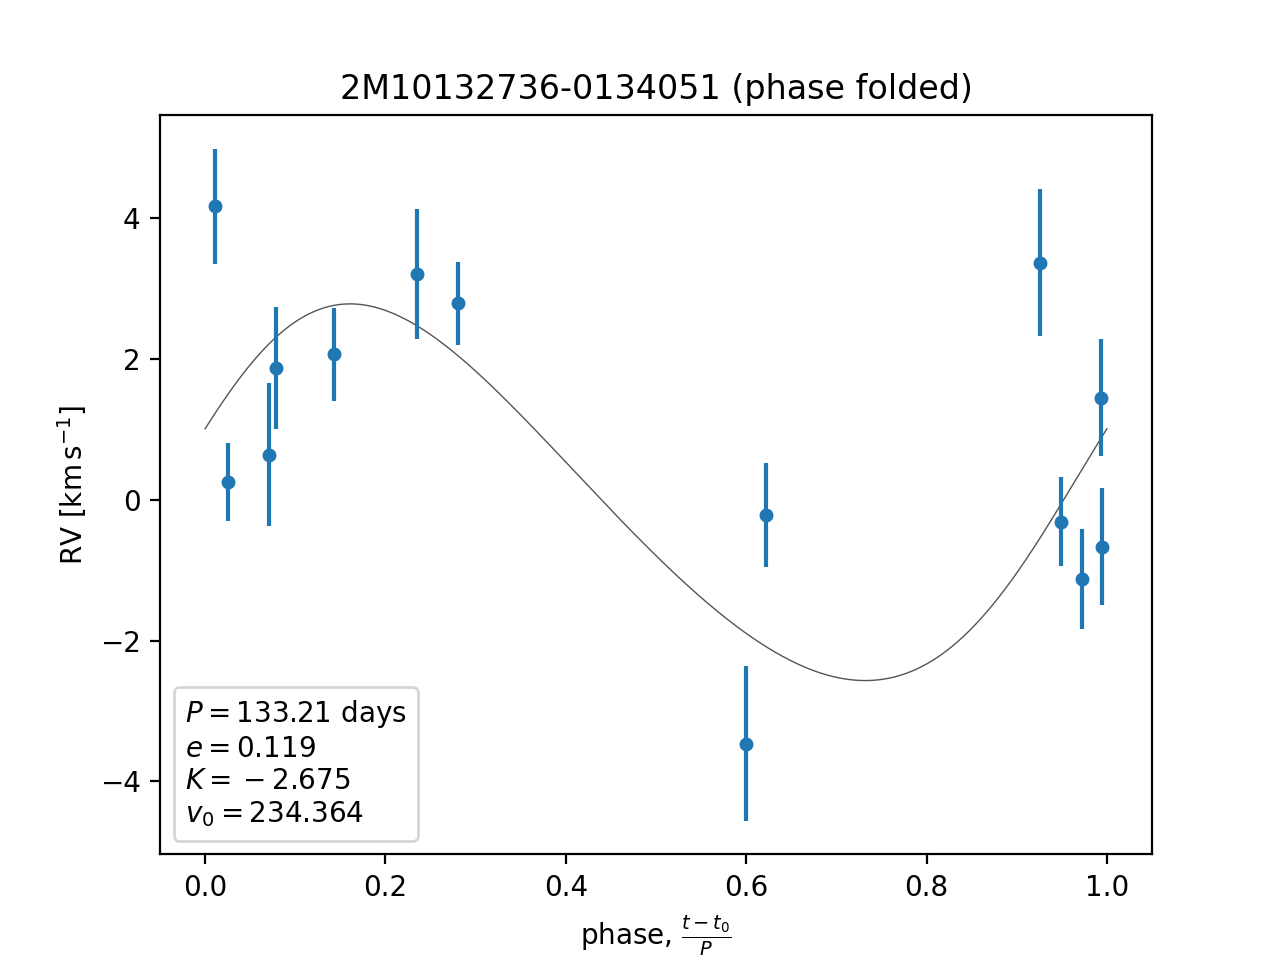 2M10132736-0134051 (phase folded)
4
2
0
−2
−4
RV [km s⁻¹]
P = 133.21 days
e = 0.119
K = −2.675
v₀ = 234.364
0.0 0.2 0.4 0.6 0.8 1.0
phase, (t − t₀)/P